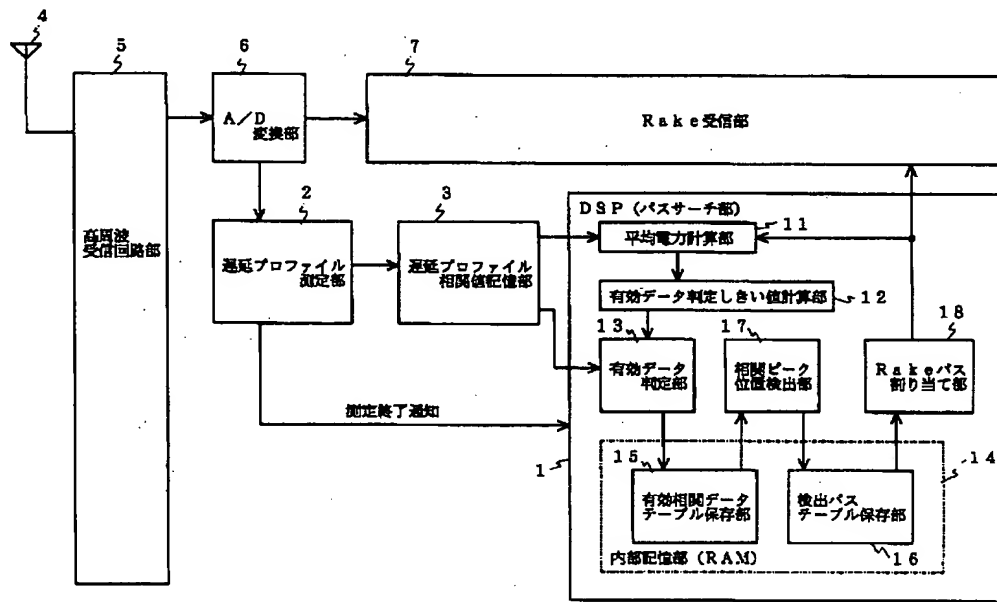 4
5
6
7
A/D
変換部
Rake受信部
2
3
DSP(パスサーチ部)
11
平均電力計算部
高周波
受信回路部
遅延プロファイル
測定部
遅延プロファイル
相関値記憶部
有効データ判定しきい値計算部
12
13
17
18
有効データ
判定部
相関ピーク
位置検出部
Rakeパス
割り当て部
測定終了通知
1
15
14
有効相関データ
テーブル保存部
検出パス
テーブル保存部
内部記憶部(RAM)
16